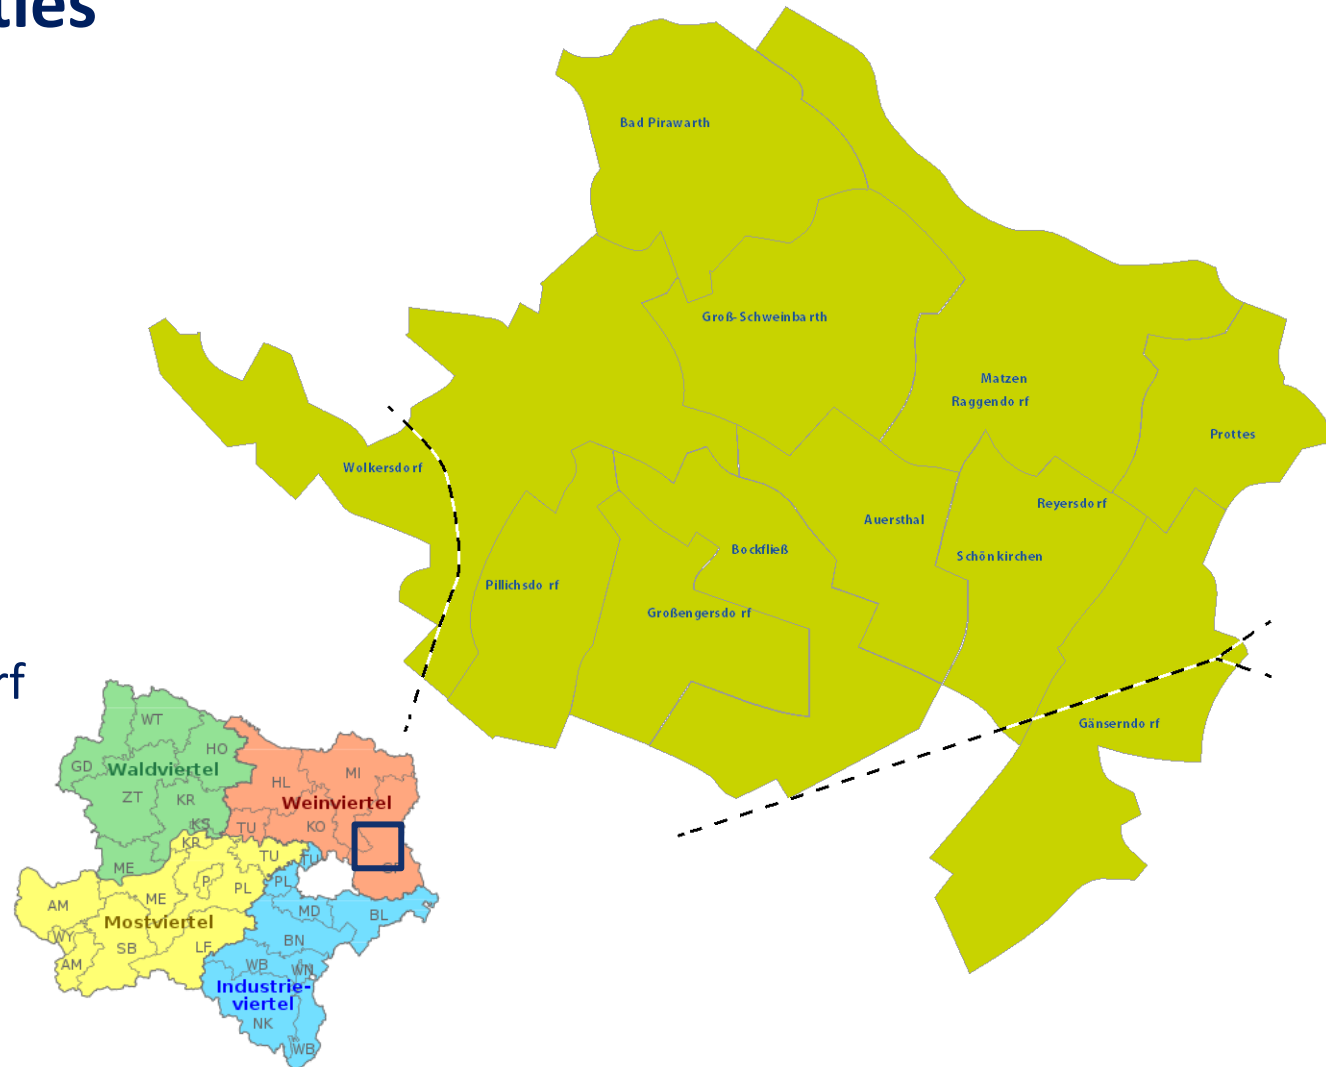 Bad Pirawarth
Groß-Schweinbarth
Matzen
Raggendorf
Prottes
Wolkersdorf
Reyersdorf
Auersthal
Bockfließ
Schönkirchen
Pillichsdorf
Großengersdorf
Gänserndorf
rf
WT
HO
GD
Waldviertel
ZT
KR
KS
KR
ME
HL
MI
Weinviertel
TU
KO
TU
TU
AM
ME
P
PL
PL
Mostviertel
WY
SB
LF
AM
MD
BL
BN
WB
WN
Industrie-
viertel
NK
WB